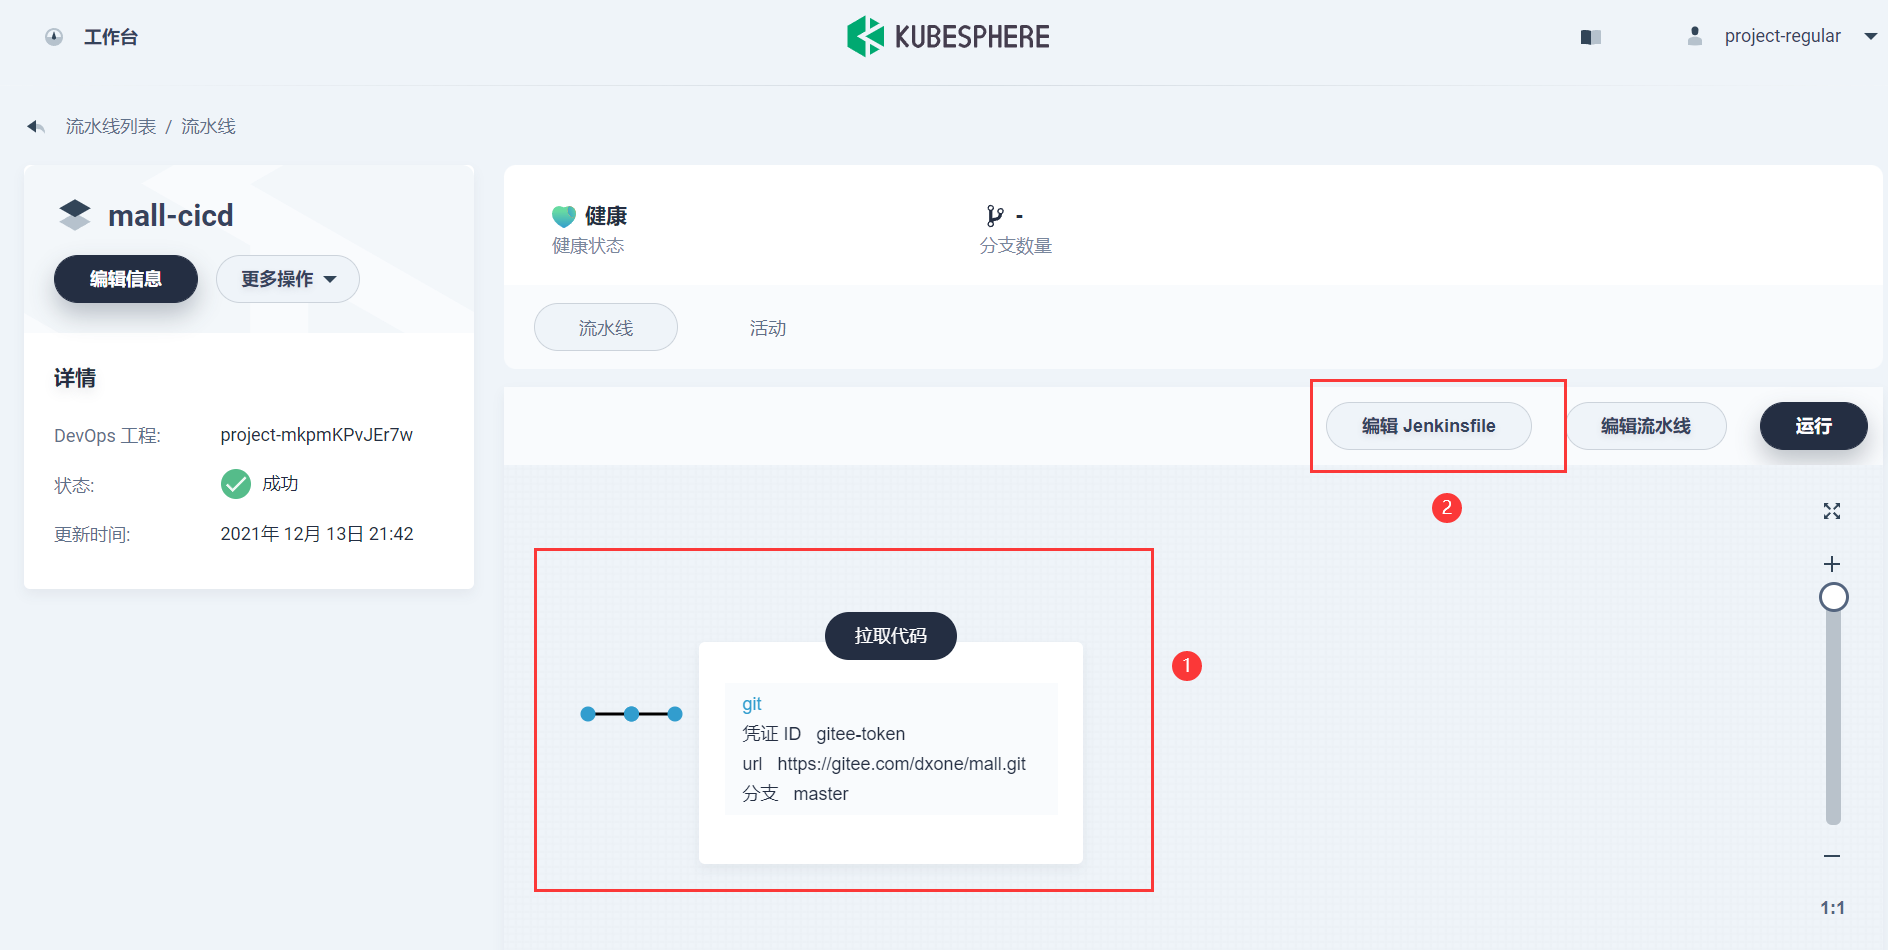 工作台
KUBESPHERE
project-regular
流水线列表 / 流水线
mall-cicd
编辑信息
更多操作
详情
DevOps 工程:
project-mkpmKPvJEr7w
状态:
成功
更新时间:
2021年 12月 13日 21:42
健康
健康状态
-
分支数量
流水线
活动
编辑 Jenkinsfile
编辑流水线
运行
2
拉取代码
git
凭证 ID gitee-token
url https://gitee.com/dxone/mall.git
分支 master
1
1:1